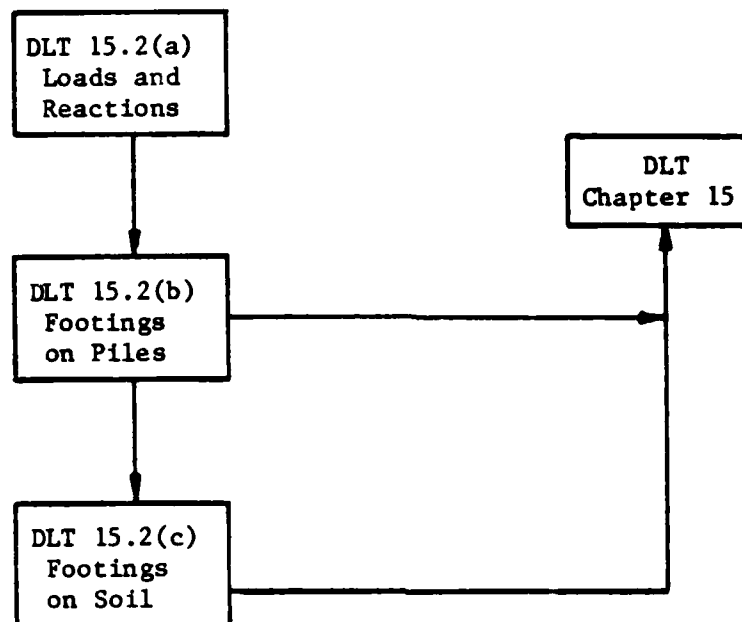 DLT 15.2(a)
Loads and
Reactions
DLT
Chapter 15
DLT 15.2(b)
Footings
on Piles
DLT 15.2(c)
Footings
on Soil